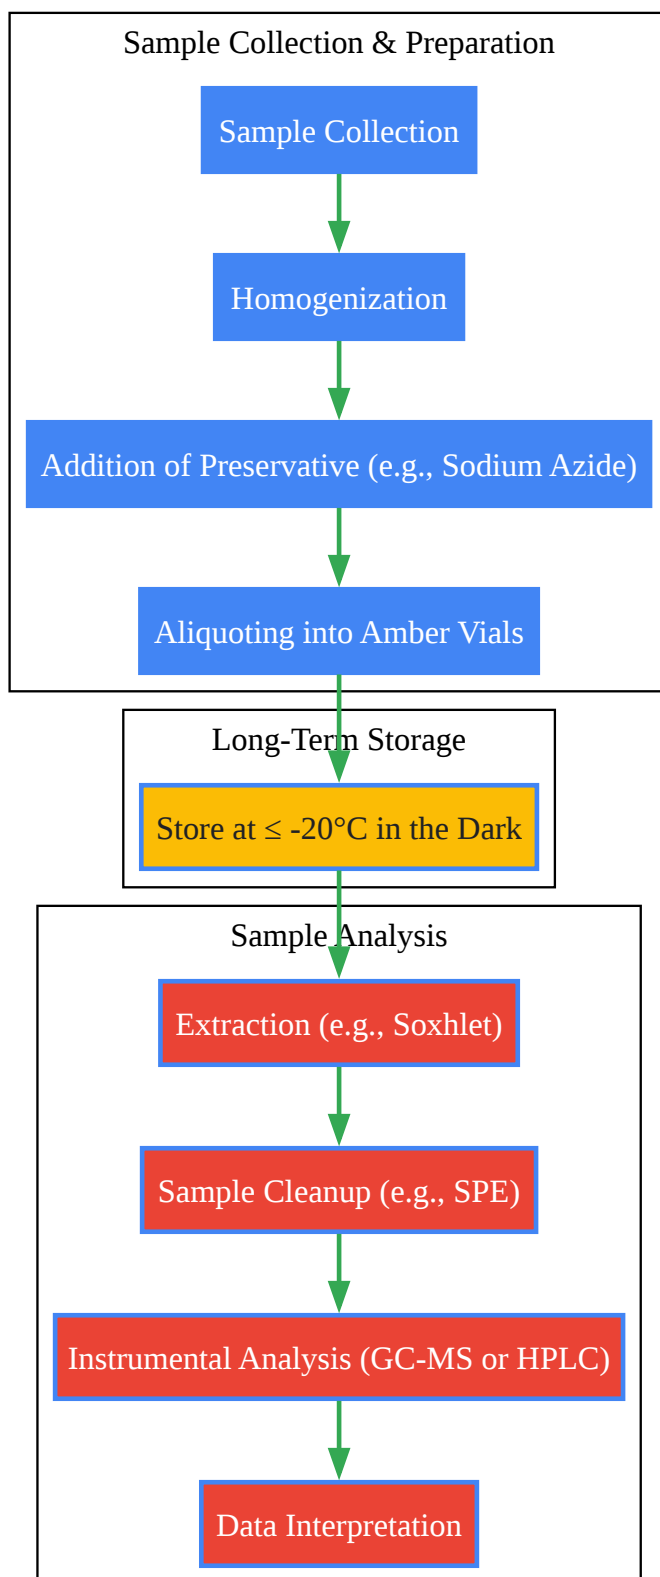 Sample Collection & Preparation
Sample Collection
Homogenization
Addition of Preservative (e.g., Sodium Azide)
Aliquoting into Amber Vials
Long-Term Storage
Store at ≤ -20°C in the Dark
Sample Analysis
Extraction (e.g., Soxhlet)
Sample Cleanup (e.g., SPE)
Instrumental Analysis (GC-MS or HPLC)
Data Interpretation